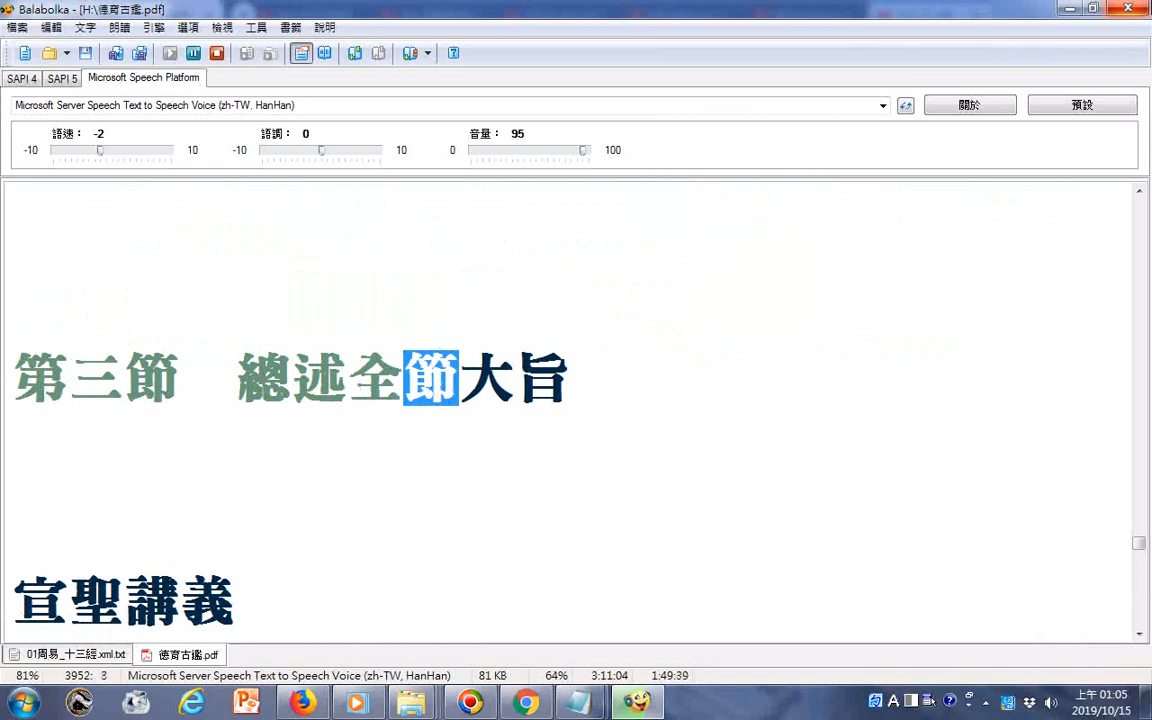 Balabolka - [H:\德育古鑑.pdf]
檔案 編輯 文字 朗讀 引擎 選項 檢視 工具 書籤 說明
SAPI 4 SAPI 5 Microsoft Speech Platform
Microsoft Server Speech Text to Speech Voice (zh-TW, HanHan) 關於 預設
語速： -2 語調： 0 音量： 95
-10 10 -10 10 0 100
第三節 總述全節大旨
宣聖講義
01周易_十三經.xml.txt 德育古鑑.pdf
81% 3952: 3 Microsoft Server Speech Text to Speech Voice (zh-TW, HanHan) 81 KB 64% 3:11:04 1:49:39
上午 01:05
2019/10/15